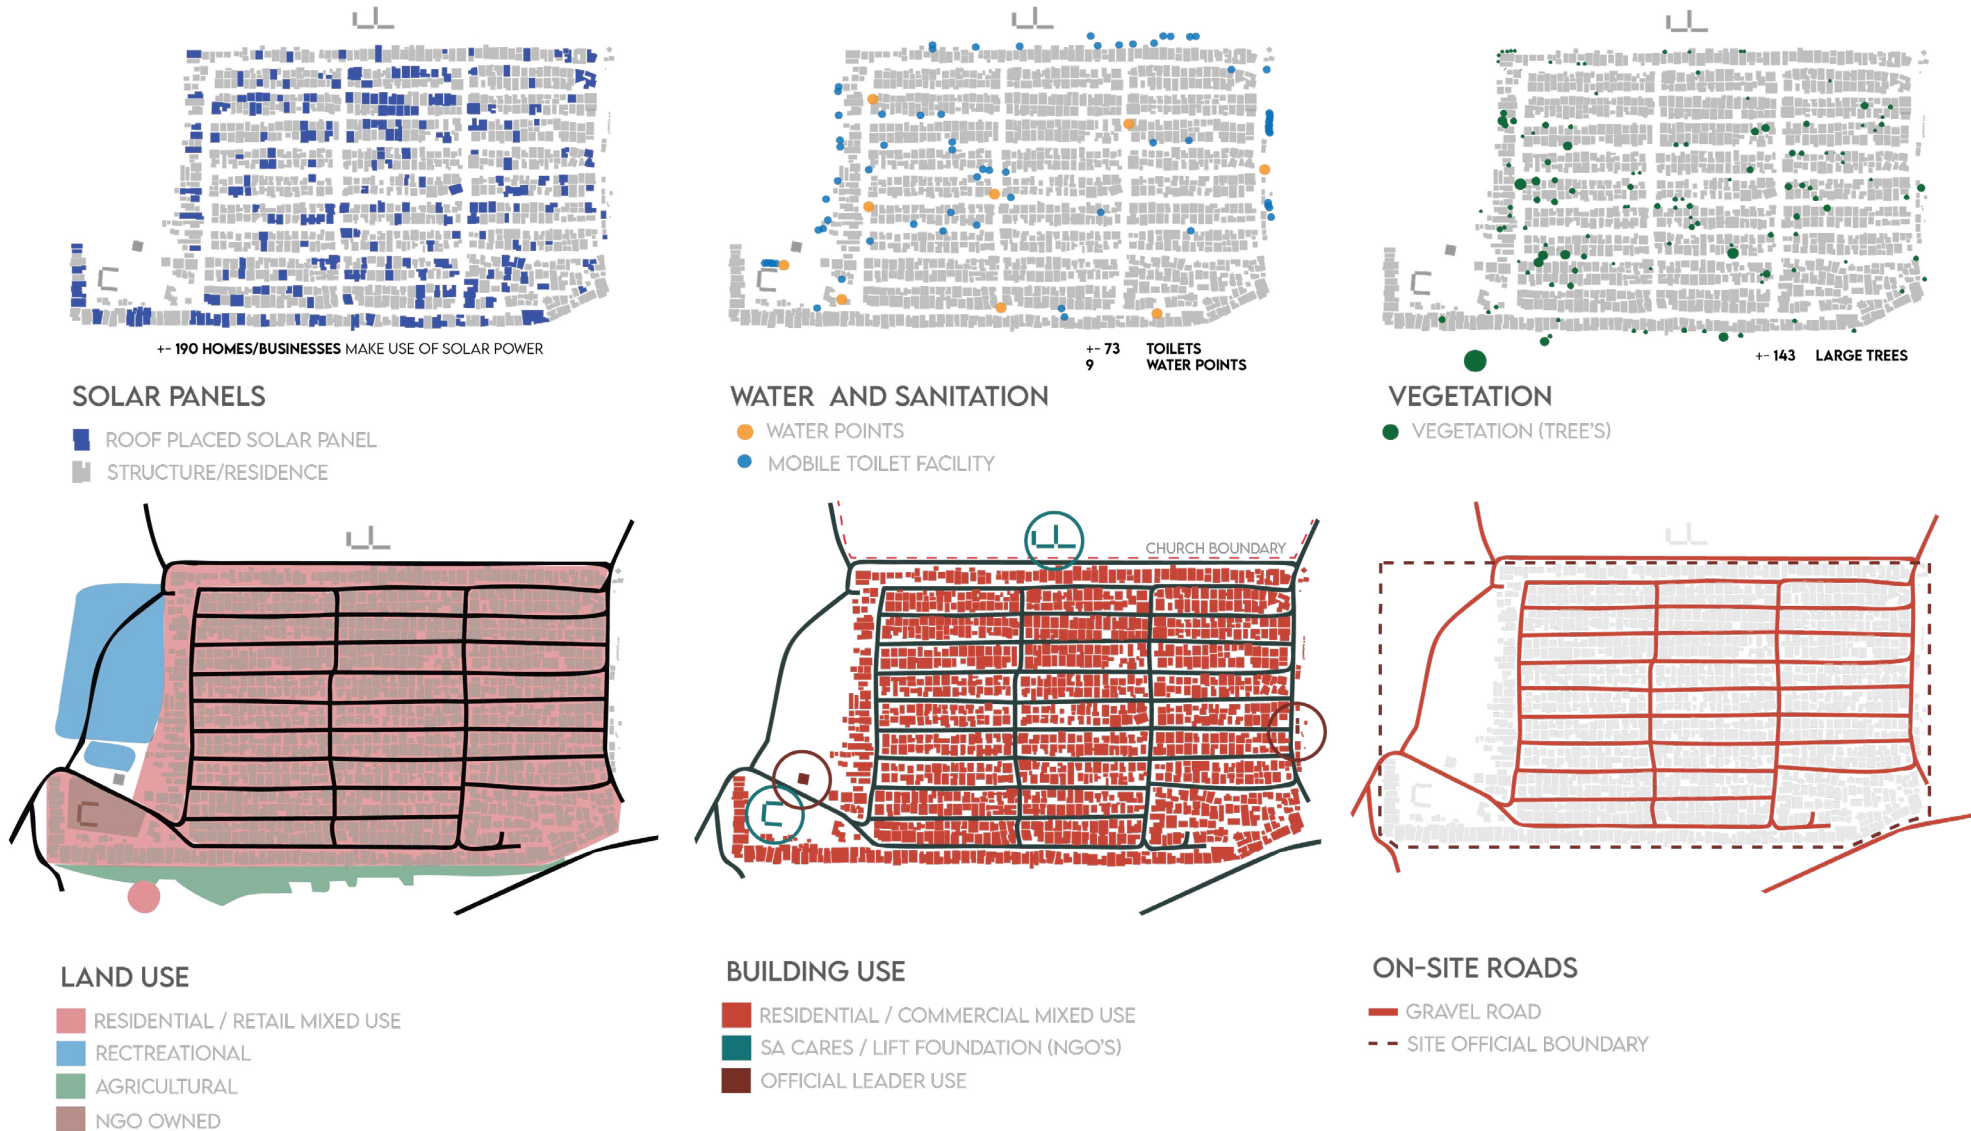 +- 190 HOMES/BUSINESSES MAKE USE OF SOLAR POWER
SOLAR PANELS
ROOF PLACED SOLAR PANEL
STRUCTURE/RESIDENCE
+- 73 TOILETS
9 WATER POINTS
WATER AND SANITATION
WATER POINTS
MOBILE TOILET FACILITY
+- 143 LARGE TREES
VEGETATION
VEGETATION (TREE'S)
LAND USE
RESIDENTIAL / RETAIL MIXED USE
RECTREATIONAL
AGRICULTURAL
NGO OWNED
CHURCH BOUNDARY
BUILDING USE
RESIDENTIAL / COMMERCIAL MIXED USE
SA CARES / LIFT FOUNDATION (NGO'S)
OFFICIAL LEADER USE
ON-SITE ROADS
GRAVEL ROAD
SITE OFFICIAL BOUNDARY